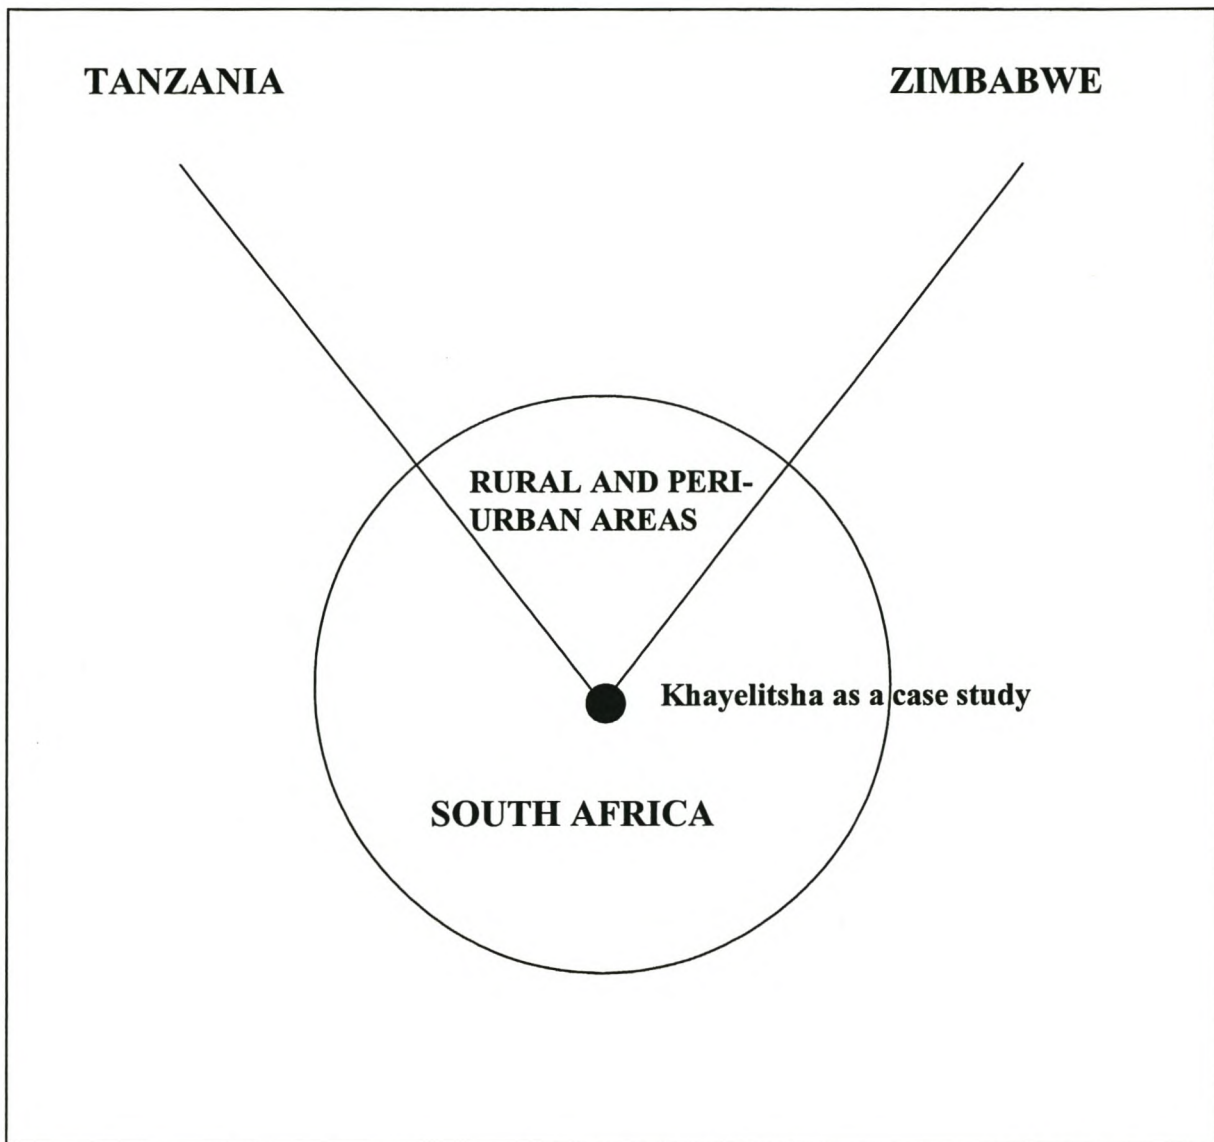 TANZANIA
ZIMBABWE
RURAL AND PERI-
URBAN AREAS
Khayelitsha as a case study
SOUTH AFRICA